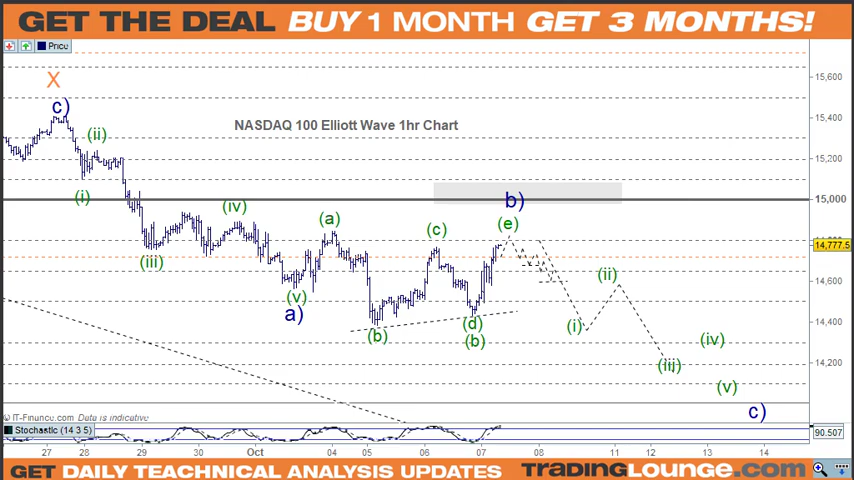 GET THE DEAL BUY 1 MONTH GET 3 MONTHS!
Price
15,600
X
c)
15,400
NASDAQ 100 Elliott Wave 1hr Chart
(ii)
15,200
(i)
15,000
b)
(iv)
(a)
(c)
(e)
14,777.5
(iii)
(ii)
14,600
(v)
a)
(d)
(i)
14,400
(b)
(b)
(iv)
14,200
(iii)
(v)
c)
© IT-Finance.com Data is indicative
Stochastic (14 3 5)
90.507
27 28 29 30 Oct 04 05 06 07 08 11 12 13 14
GET DAILY TEACHNICAL ANALYSIS UPDATES TRADINGLOUNGE.com